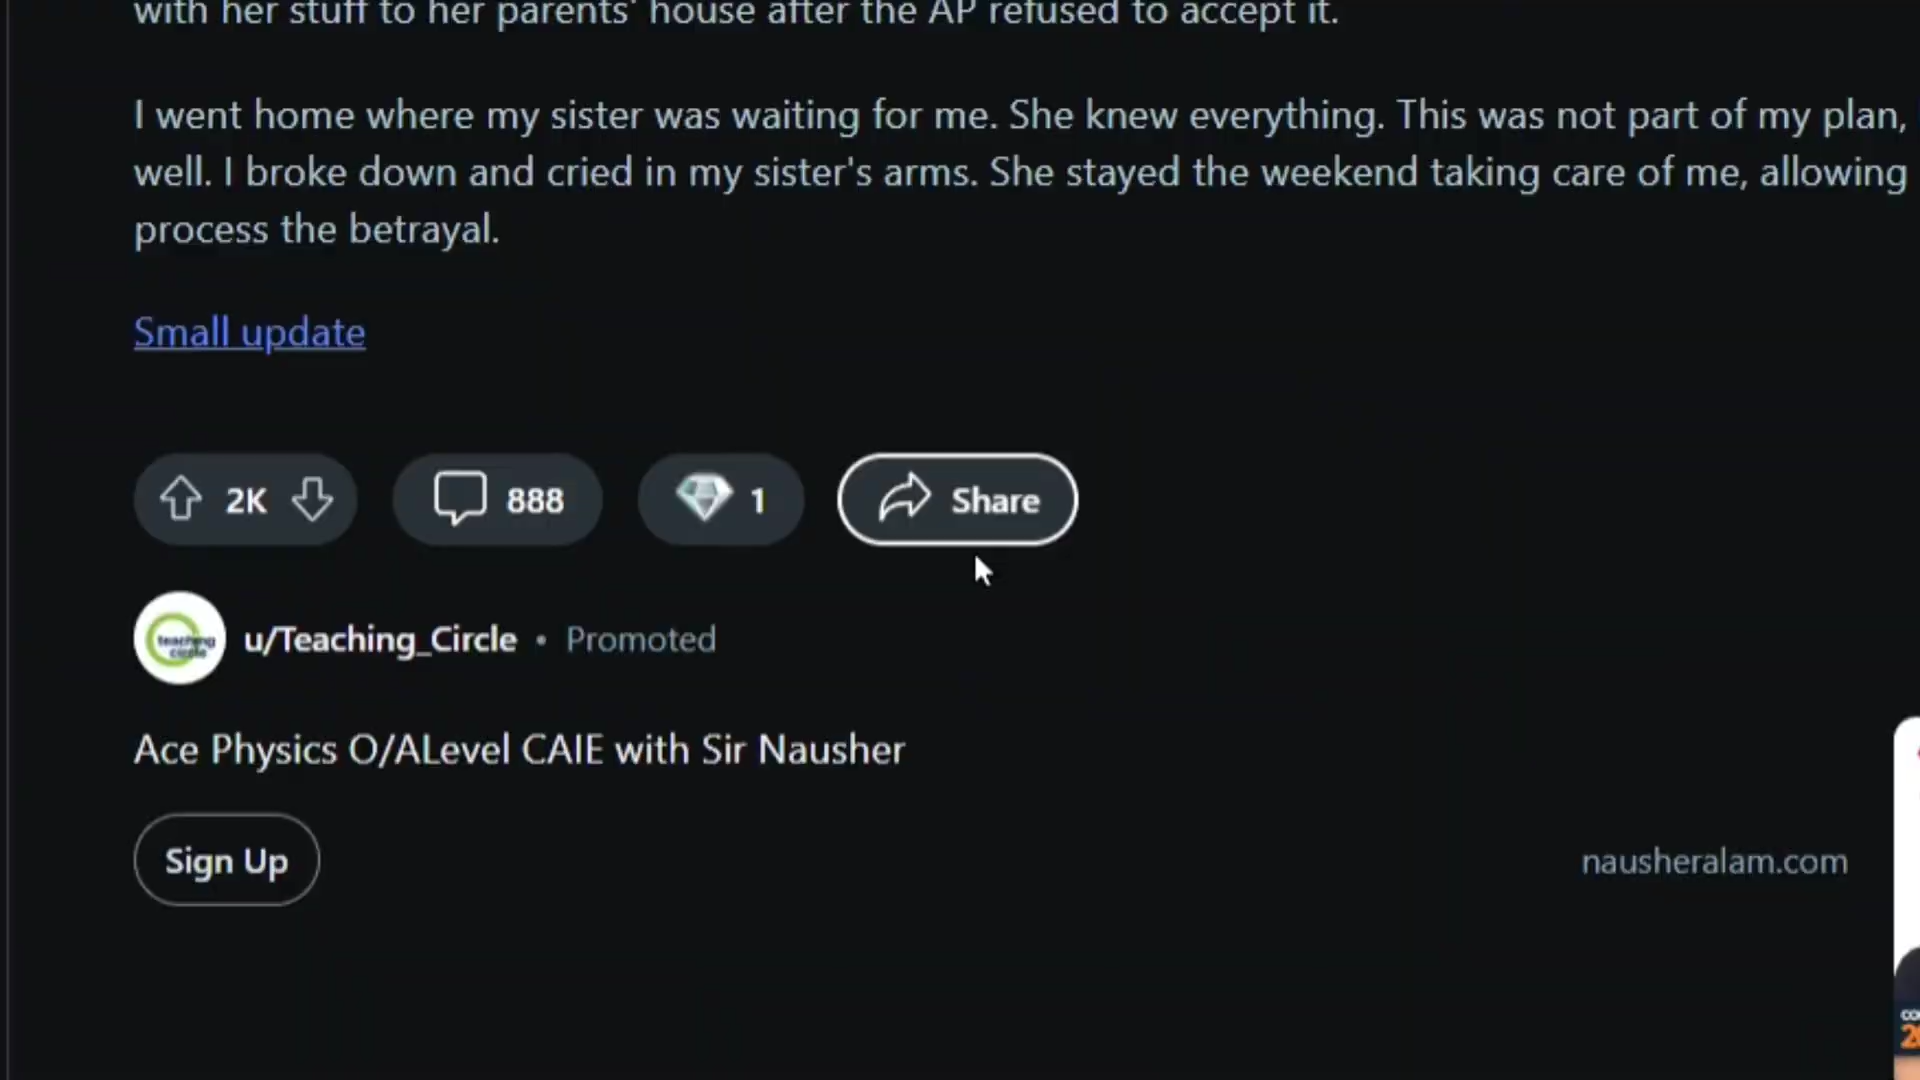 with her stuff to her parents' house after the AP refused to accept it.
I went home where my sister was waiting for me. She knew everything. This was not part of my plan,
well. I broke down and cried in my sister's arms. She stayed the weekend taking care of me, allowing
process the betrayal.
Small update
2K 888 1 Share
teaching
circle
u/Teaching_Circle • Promoted
Ace Physics O/ALevel CAIE with Sir Nausher
Sign Up
nausheralam.com